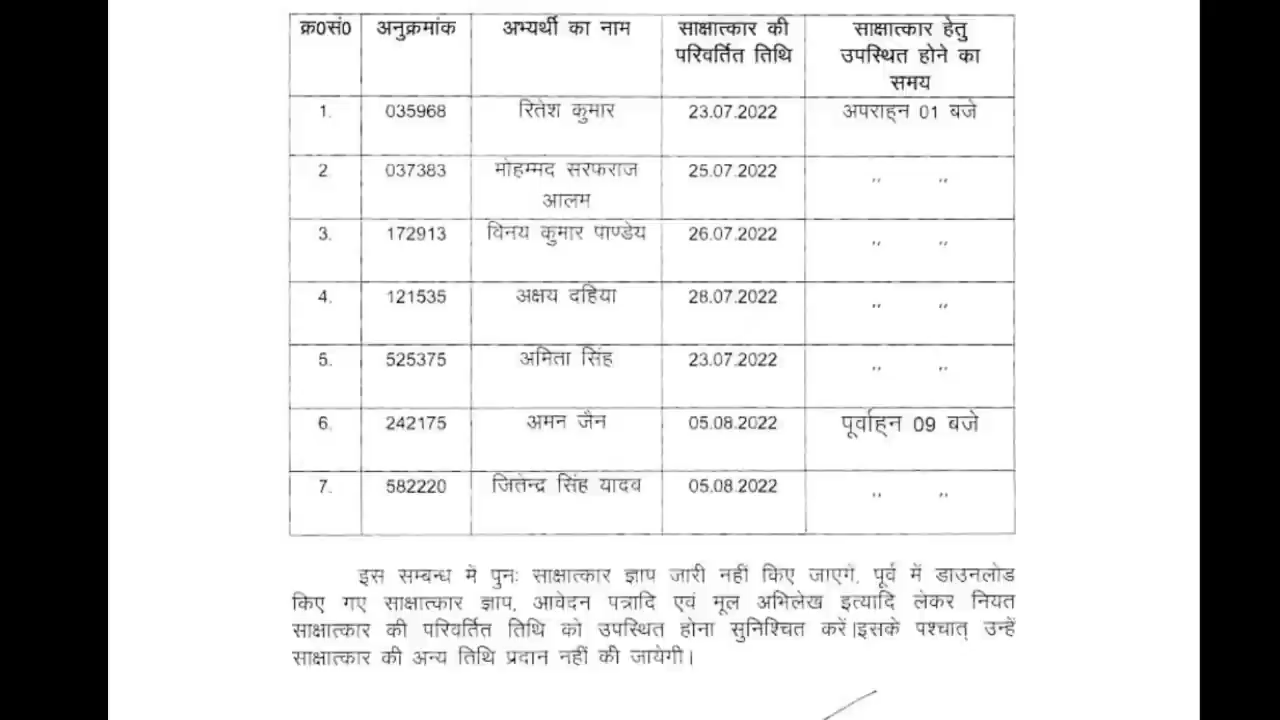 क्र0सं0 अनुक्रमांक अभ्यर्थी का नाम साक्षात्कार की परिवर्तित तिथि साक्षात्कार हेतु उपस्थित होने का समय
1. 035968 रितेश कुमार 23.07.2022 अपराह्न 01 बजे
2. 037383 मोहम्मद सरफराज आलम 25.07.2022 ,, ,,
3. 172913 विनय कुमार पाण्डेय 26.07.2022 ,, ,,
4. 121535 अक्षय दहिया 28.07.2022 ,, ,,
5. 525375 अमिता सिंह 23.07.2022 ,, ,,
6. 242175 अमन जैन 05.08.2022 पूर्वाह्न 09 बजे
7. 582220 जितेन्द्र सिंह यादव 05.08.2022 ,, ,,
इस सम्बन्ध में पुनः साक्षात्कार ज्ञाप जारी नहीं किए जाएगें, पूर्व में डाउनलोड
किए गए साक्षात्कार ज्ञाप, आवेदन पत्रादि एवं मूल अभिलेख इत्यादि लेकर नियत
साक्षात्कार की परिवर्तित तिथि को उपस्थित होना सुनिश्चित करें।इसके पश्चात् उन्हें
साक्षात्कार की अन्य तिथि प्रदान नहीं की जायेगी।